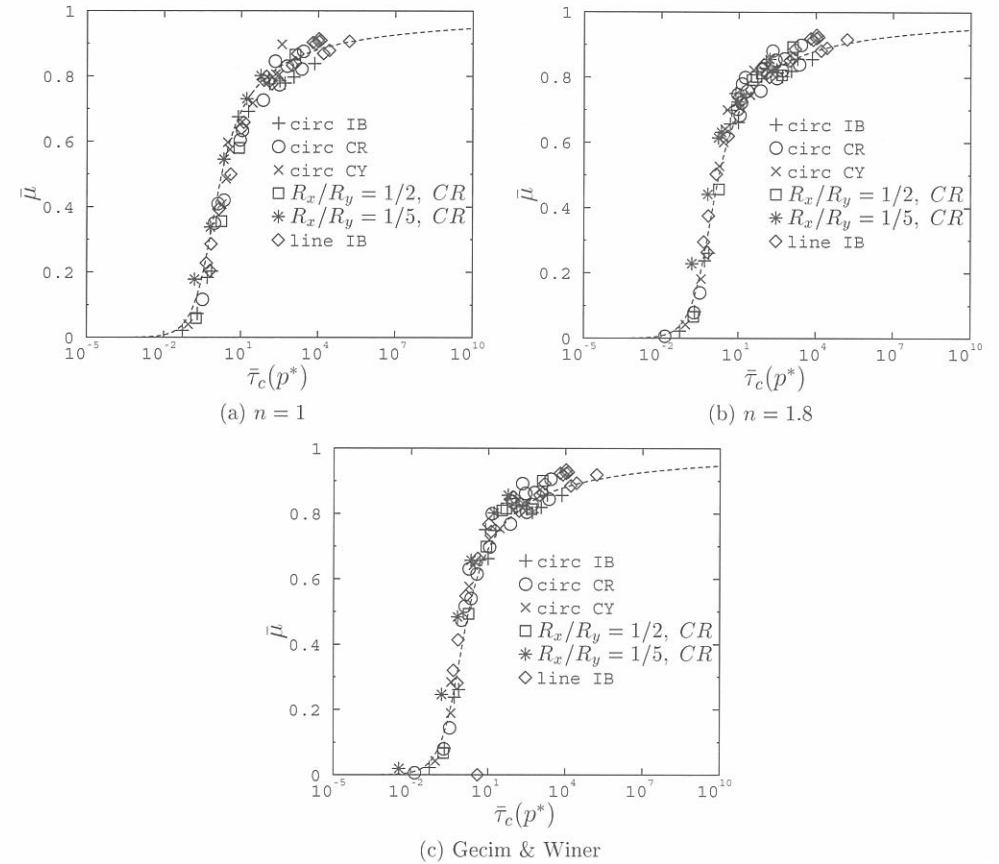 1
0.8
0.6
0.4
0.2
0
μ̄
circ IB
circ CR
circ CY
Rx/Ry = 1/2, CR
Rx/Ry = 1/5, CR
line IB
10^-5
10^-2
10^1
10^4
10^7
10^10
τ̄c(p*)
(a) n = 1
1
0.8
0.6
0.4
0.2
0
μ̄
circ IB
circ CR
circ CY
Rx/Ry = 1/2, CR
Rx/Ry = 1/5, CR
line IB
10^-5
10^-2
10^1
10^4
10^7
10^10
τ̄c(p*)
(b) n = 1.8
1
0.8
0.6
0.4
0.2
0
μ̄
circ IB
circ CR
circ CY
Rx/Ry = 1/2, CR
Rx/Ry = 1/5, CR
line IB
10^-5
10^-2
10^1
10^4
10^7
10^10
τ̄c(p*)
(c) Gecim & Winer